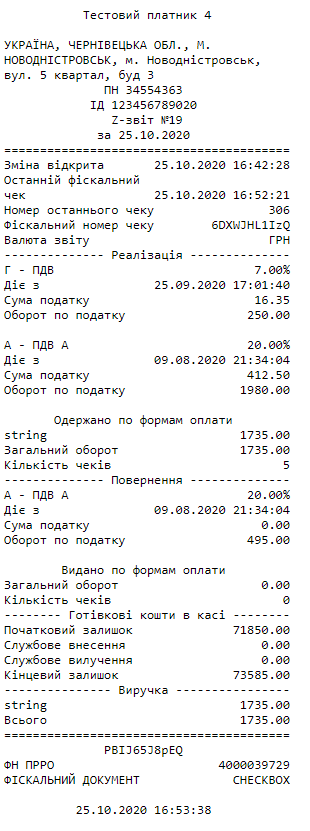 Тестовий платник 4
УКРАЇНА, ЧЕРНІВЕЦЬКА ОБЛ., М.
НОВОДНІСТРОВСЬК, м. Новодністровськ,
вул. 5 квартал, буд 3
ПН 34554363
ІД 123456789020
Z-звіт №19
за 25.10.2020
========================================
Зміна відкрита 25.10.2020 16:42:28
Останній фіскальний
чек 25.10.2020 16:52:21
Номер останнього чеку 306
Фіскальний номер чеку 6DXWJHL1IzQ
Валюта звіту ГРН
-------------- Реалізація --------------
Г - ПДВ 7.00%
Діє з 25.09.2020 17:01:40
Сума податку 16.35
Оборот по податку 250.00
А - ПДВ А 20.00%
Діє з 09.08.2020 21:34:04
Сума податку 412.50
Оборот по податку 1980.00
Одержано по формам оплати
string 1735.00
Загальний оборот 1735.00
Кількість чеків 5
-------------- Повернення --------------
А - ПДВ А 20.00%
Діє з 09.08.2020 21:34:04
Сума податку 0.00
Оборот по податку 495.00
Видано по формам оплати
Загальний оборот 0.00
Кількість чеків 0
-------- Готівкові кошти в касі --------
Початковий залишок 71850.00
Службове внесення 0.00
Службове вилучення 0.00
Кінцевий залишок 73585.00
--------------- Виручка ----------------
string 1735.00
Всього 1735.00
========================================
PBIJ65J8pEQ
ФН ПРРО 4000039729
ФІСКАЛЬНИЙ ДОКУМЕНТ CHECKBOX
25.10.2020 16:53:38